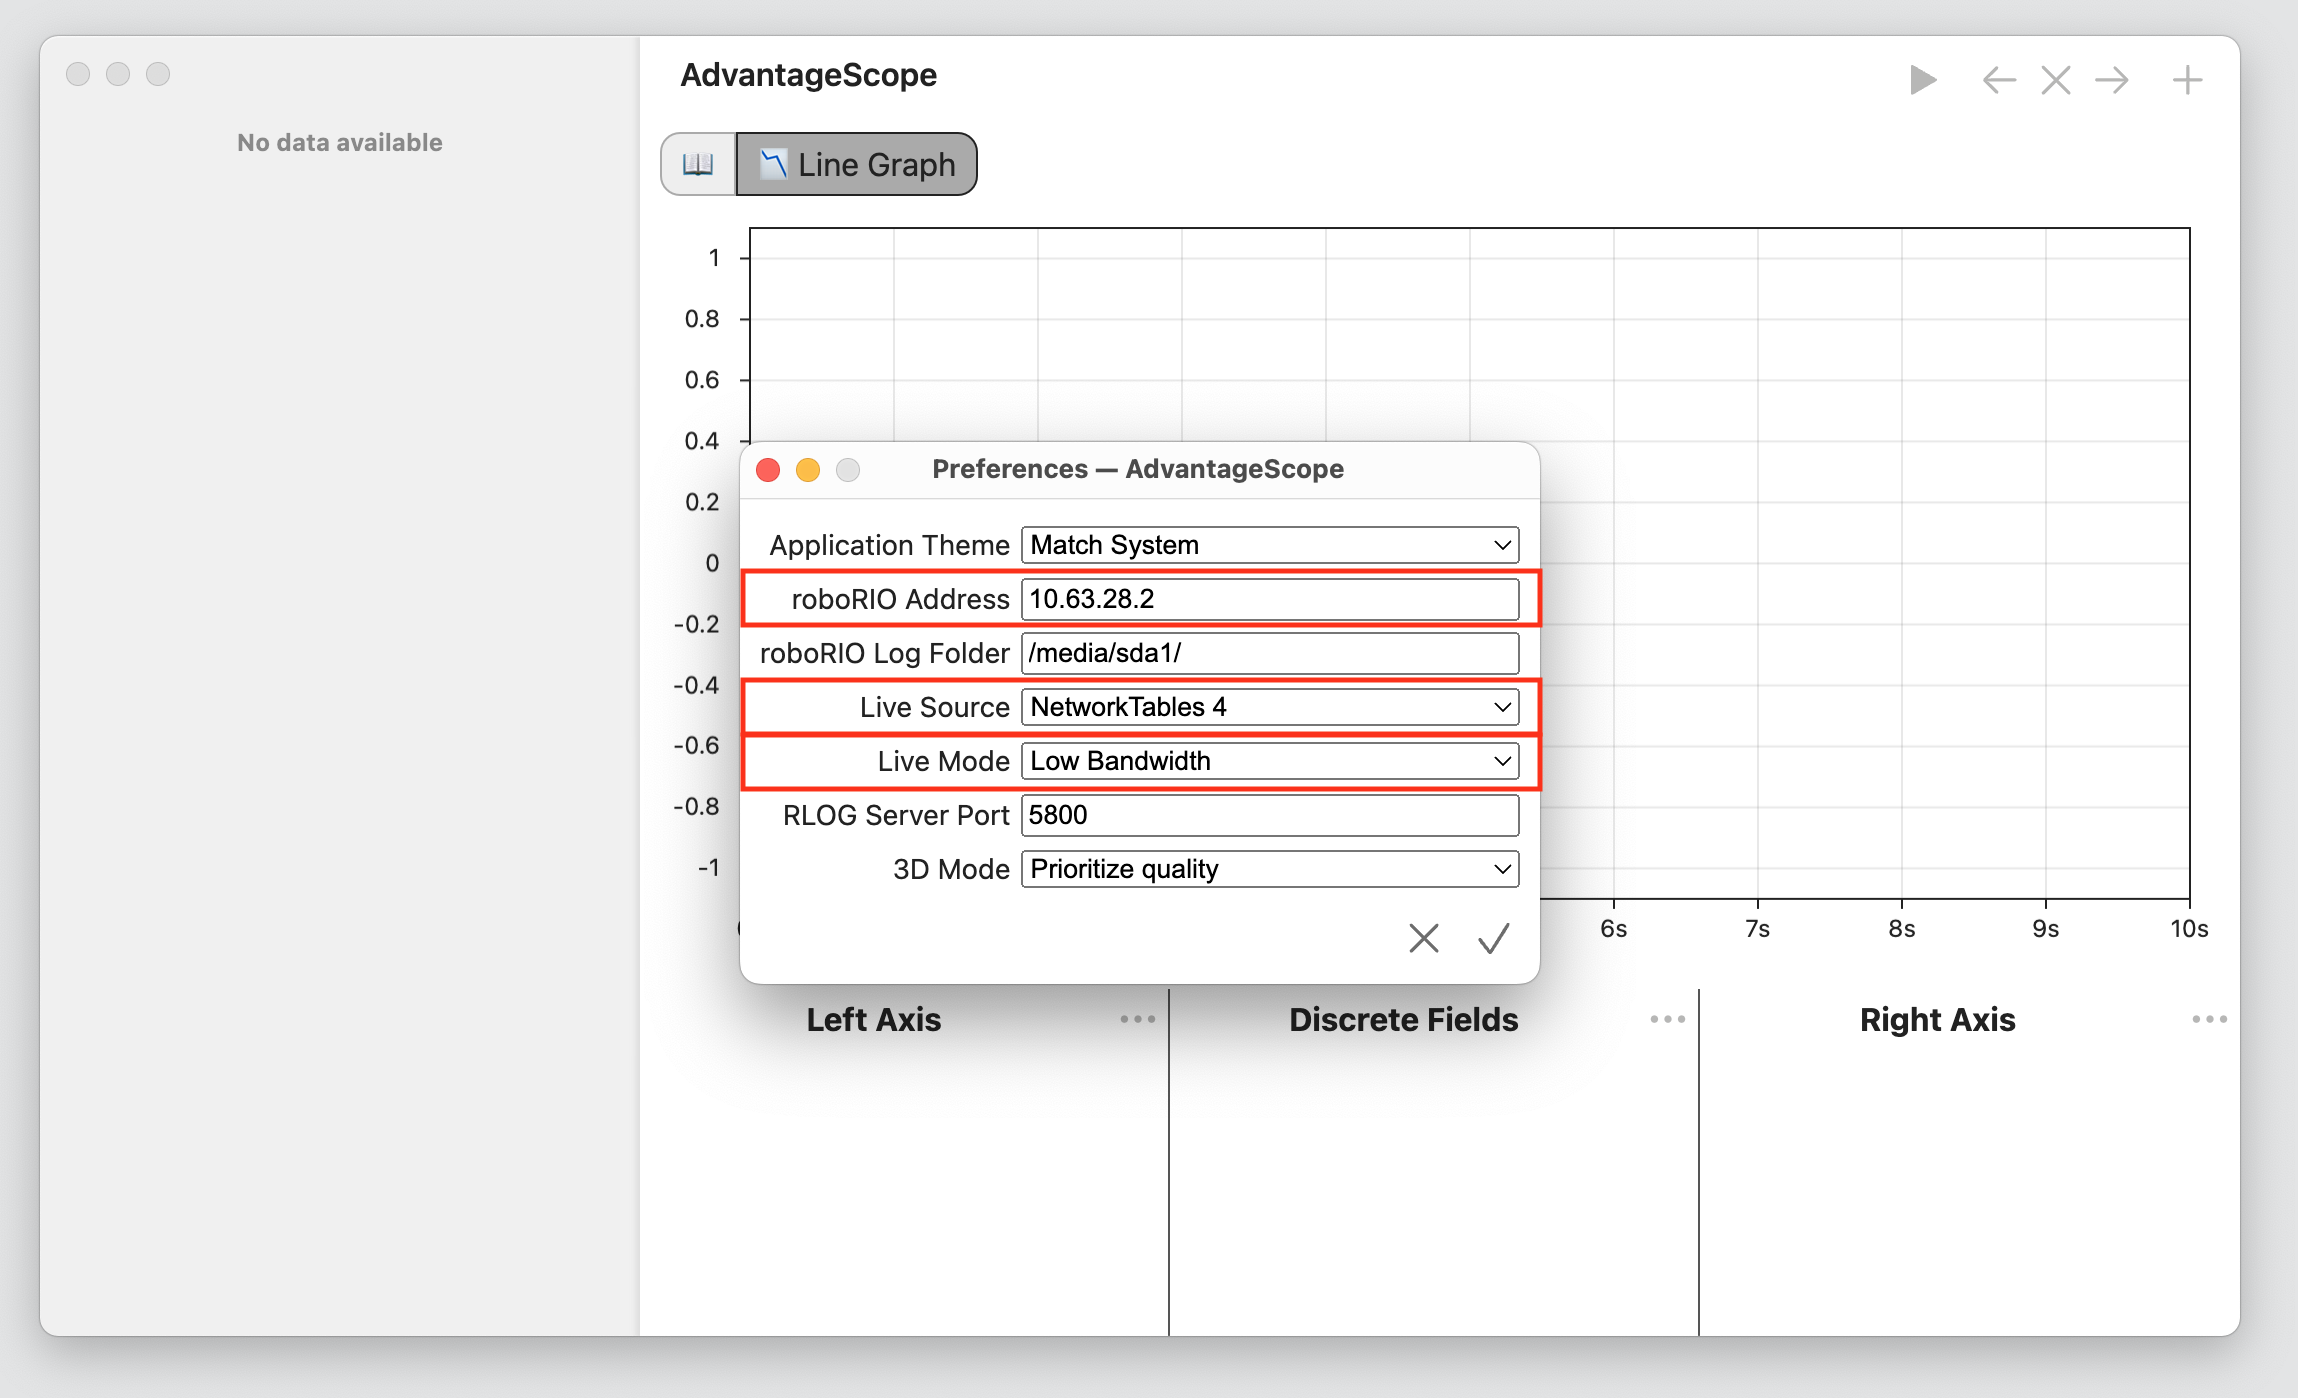 AdvantageScope
No data available
Line Graph
1
0.8
0.6
0.4
0.2
0
-0.2
-0.4
-0.6
-0.8
-1
Preferences — AdvantageScope
Application Theme Match System
roboRIO Address 10.63.28.2
roboRIO Log Folder /media/sda1/
Live Source NetworkTables 4
Live Mode Low Bandwidth
RLOG Server Port 5800
3D Mode Prioritize quality
6s 7s 8s 9s 10s
Left Axis Discrete Fields Right Axis